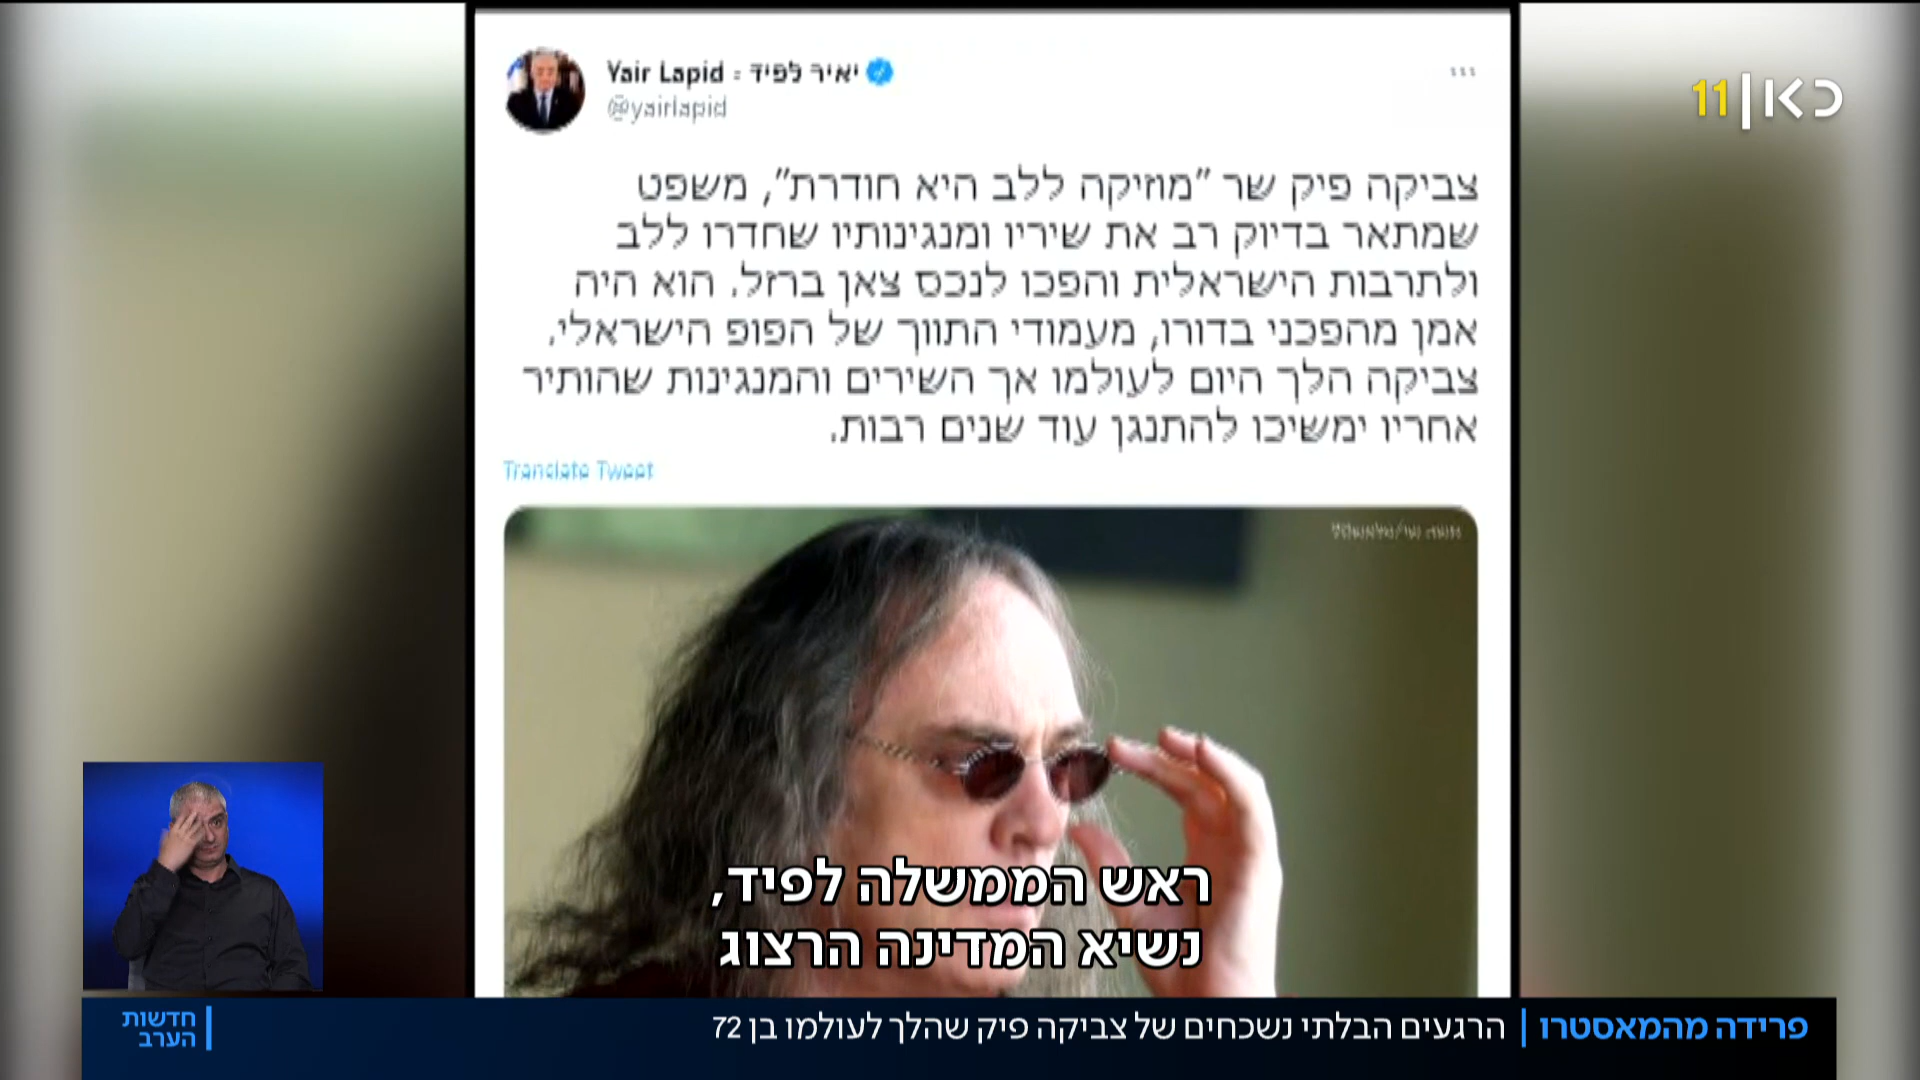 Yair Lapid - יאיר לפיד
@yairlapid
כאן|11
צביקה פיק שר "מוזיקה ללב היא חודרת", משפט
שמתאר בדיוק רב את שיריו ומנגינותיו שחדרו ללב
ולתרבות הישראלית והפכו לנכס צאן ברזל. הוא היה
אמן מהפכני בדורו, מעמודי התווך של הפופ הישראלי.
צביקה הלך היום לעולמו אך השירים והמנגינות שהותיר
אחריו ימשיכו להתנגן עוד שנים רבות.
Translate Tweet
ראש הממשלה לפיד,
נשיא המדינה הרצוג
פרידה מהמאסטרו | הרגעים הבלתי נשכחים של צביקה פיק שהלך לעולמו בן 72
חדשות
הערב